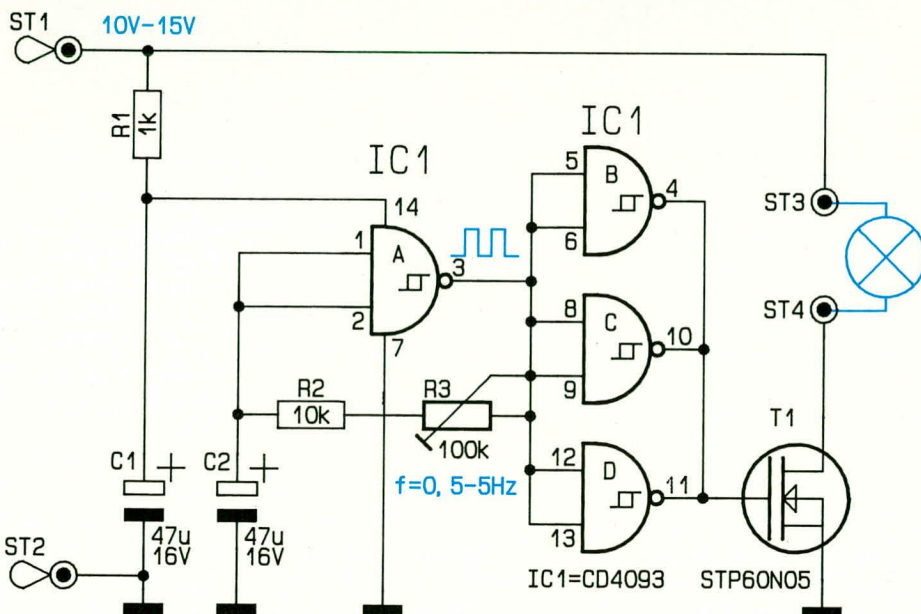 ST1
10V-15V
R1
1k
IC1
IC1
14
1
2
A
3
7
5
6
B
4
8
9
C
10
12
13
D
11
R2
10k
R3
100k
f=0,5-5Hz
C1
+
47u
16V
C2
+
47u
16V
ST2
ST3
ST4
T1
STP60N05
IC1=CD4093